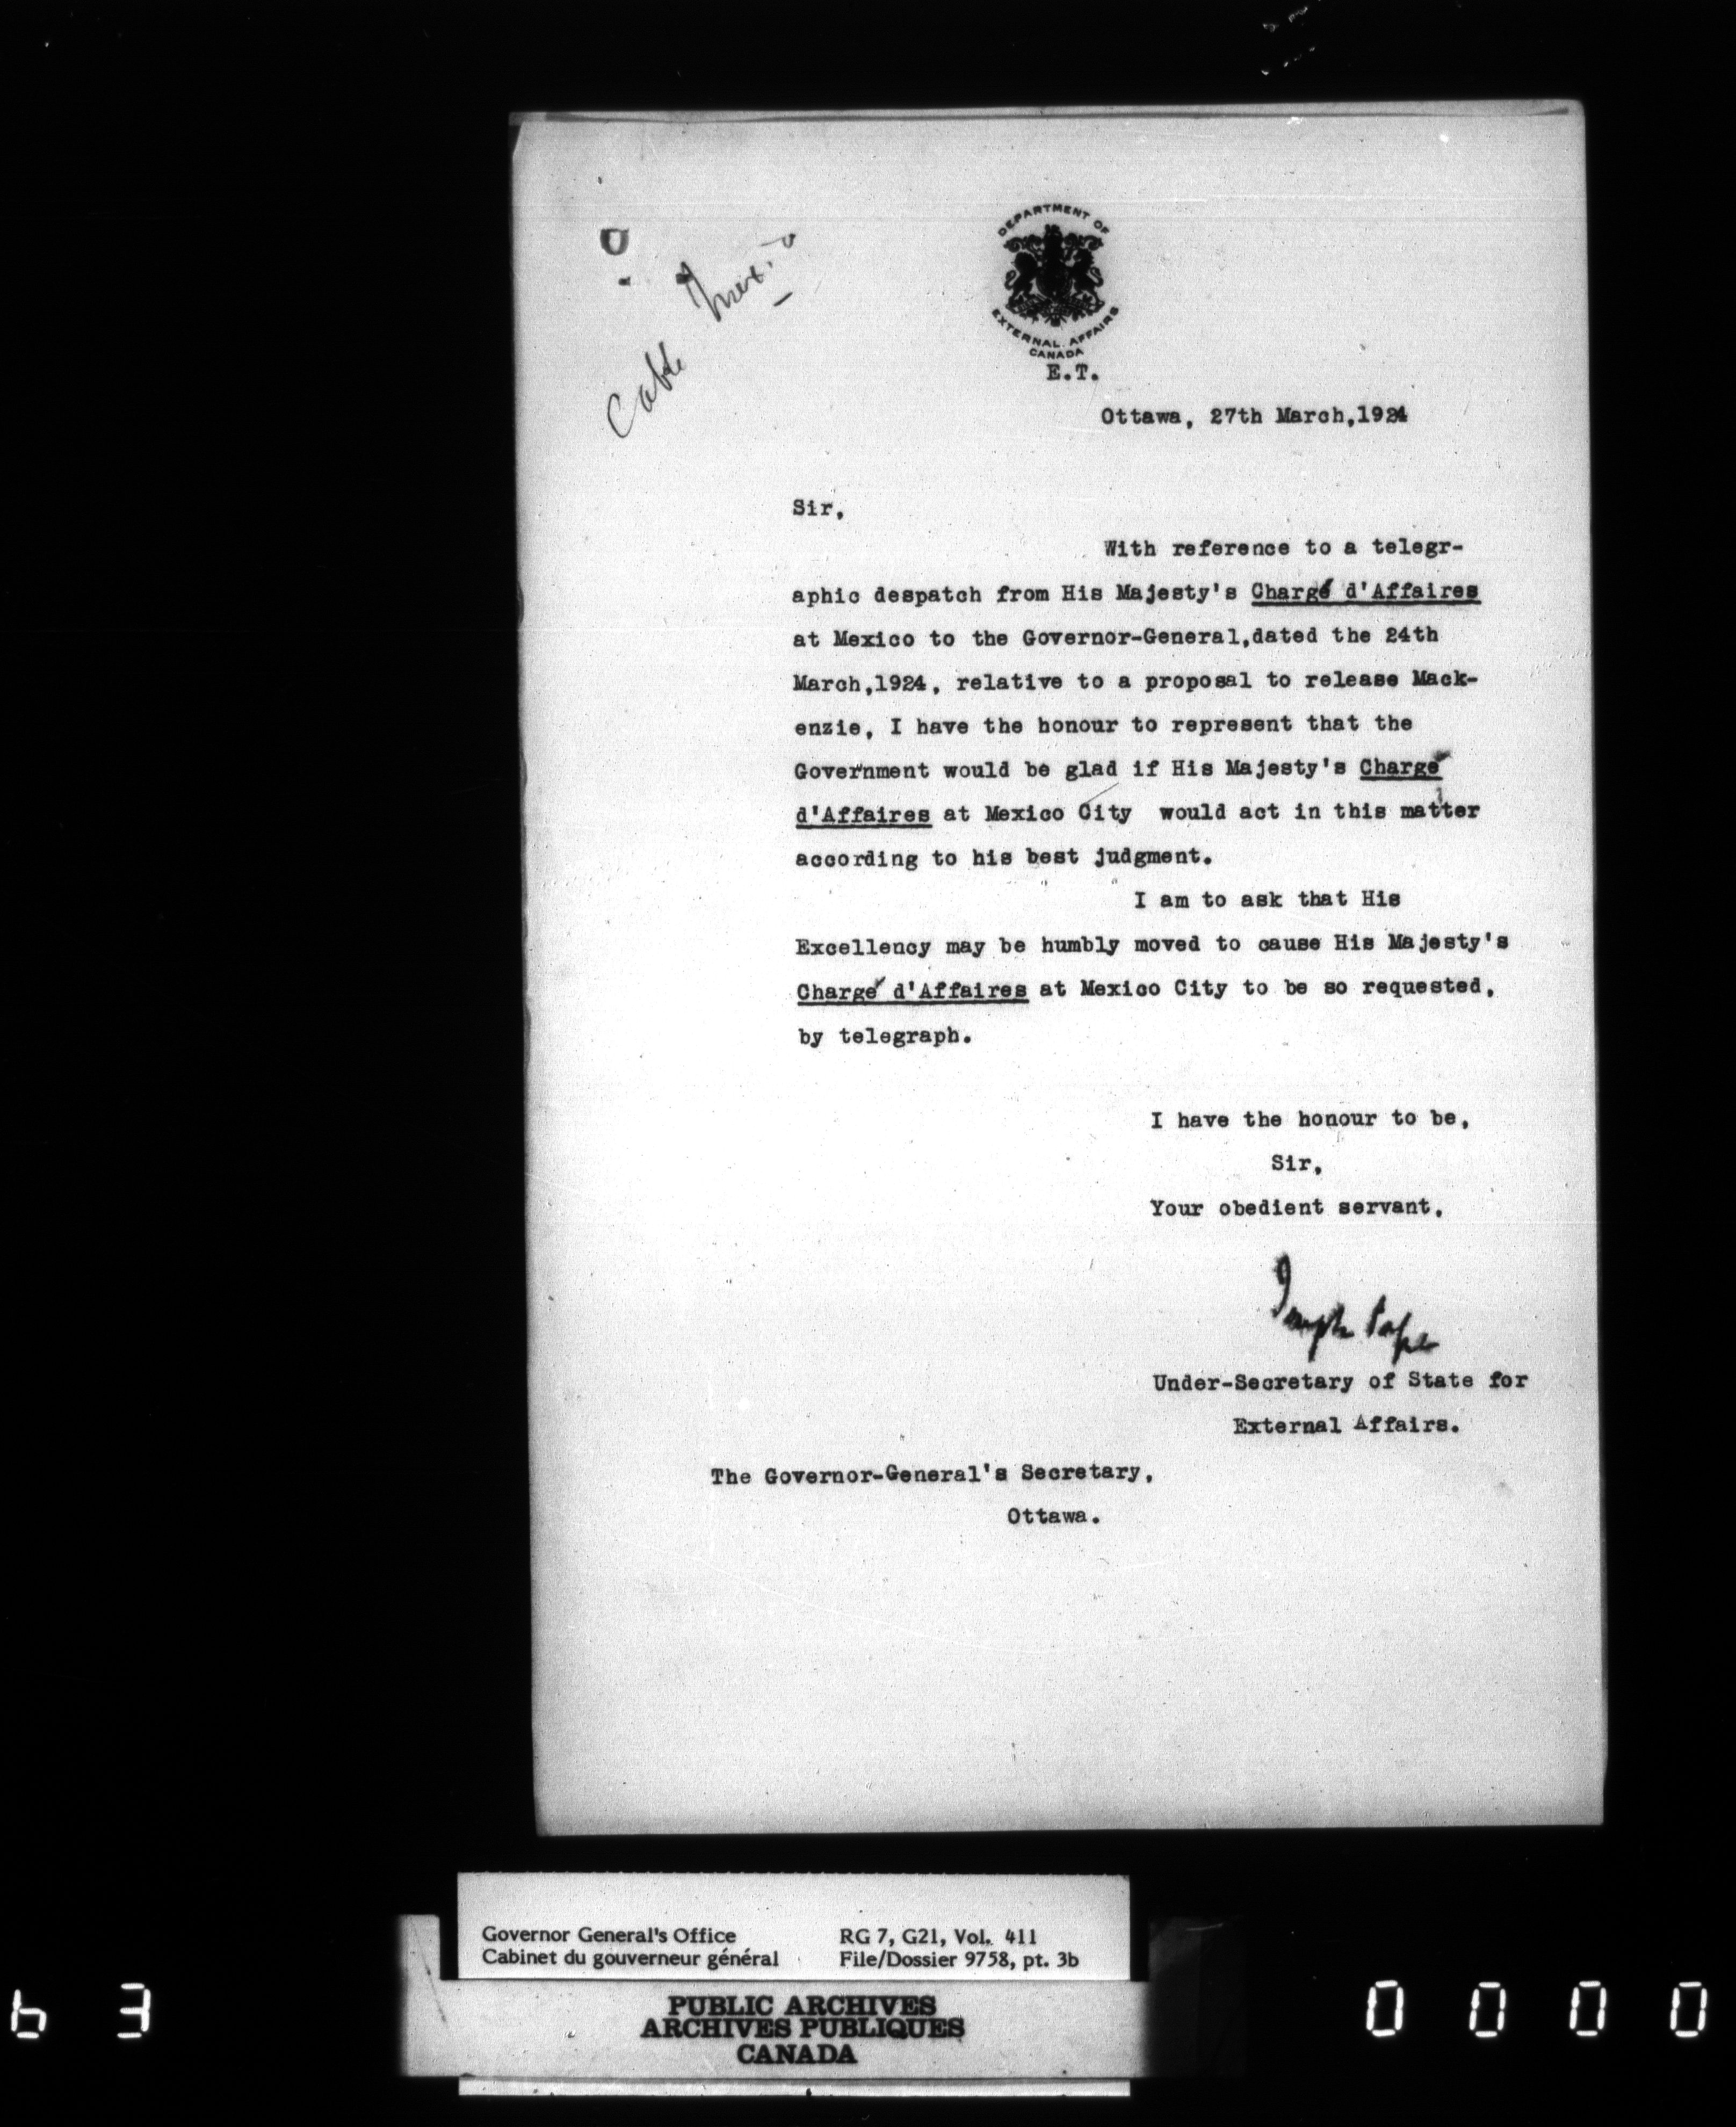 Cable Mexico
DEPARTMENT OF
EXTERNAL AFFAIRS
CANADA
E.T.
Ottawa, 27th March,1924
Sir,
With reference to a telegr-
aphic despatch from His Majesty's Chargé d'Affaires
at Mexico to the Governor-General,dated the 24th
March,1924, relative to a proposal to release Mack-
enzie, I have the honour to represent that the
Government would be glad if His Majesty's Chargé
d'Affaires at Mexico City would act in this matter
according to his best judgment.
I am to ask that His
Excellency may be humbly moved to cause His Majesty's
Chargé d'Affaires at Mexico City to be so requested,
by telegraph.
I have the honour to be,
Sir,
Your obedient servant,
Joseph Pope
Under-Secretary of State for
External Affairs.
The Governor-General's Secretary,
Ottawa.
Governor General's Office RG 7, G21, Vol. 411
Cabinet du gouverneur général File/Dossier 9758, pt. 3b
PUBLIC ARCHIVES
ARCHIVES PUBLIQUES
CANADA
0 0 0 0